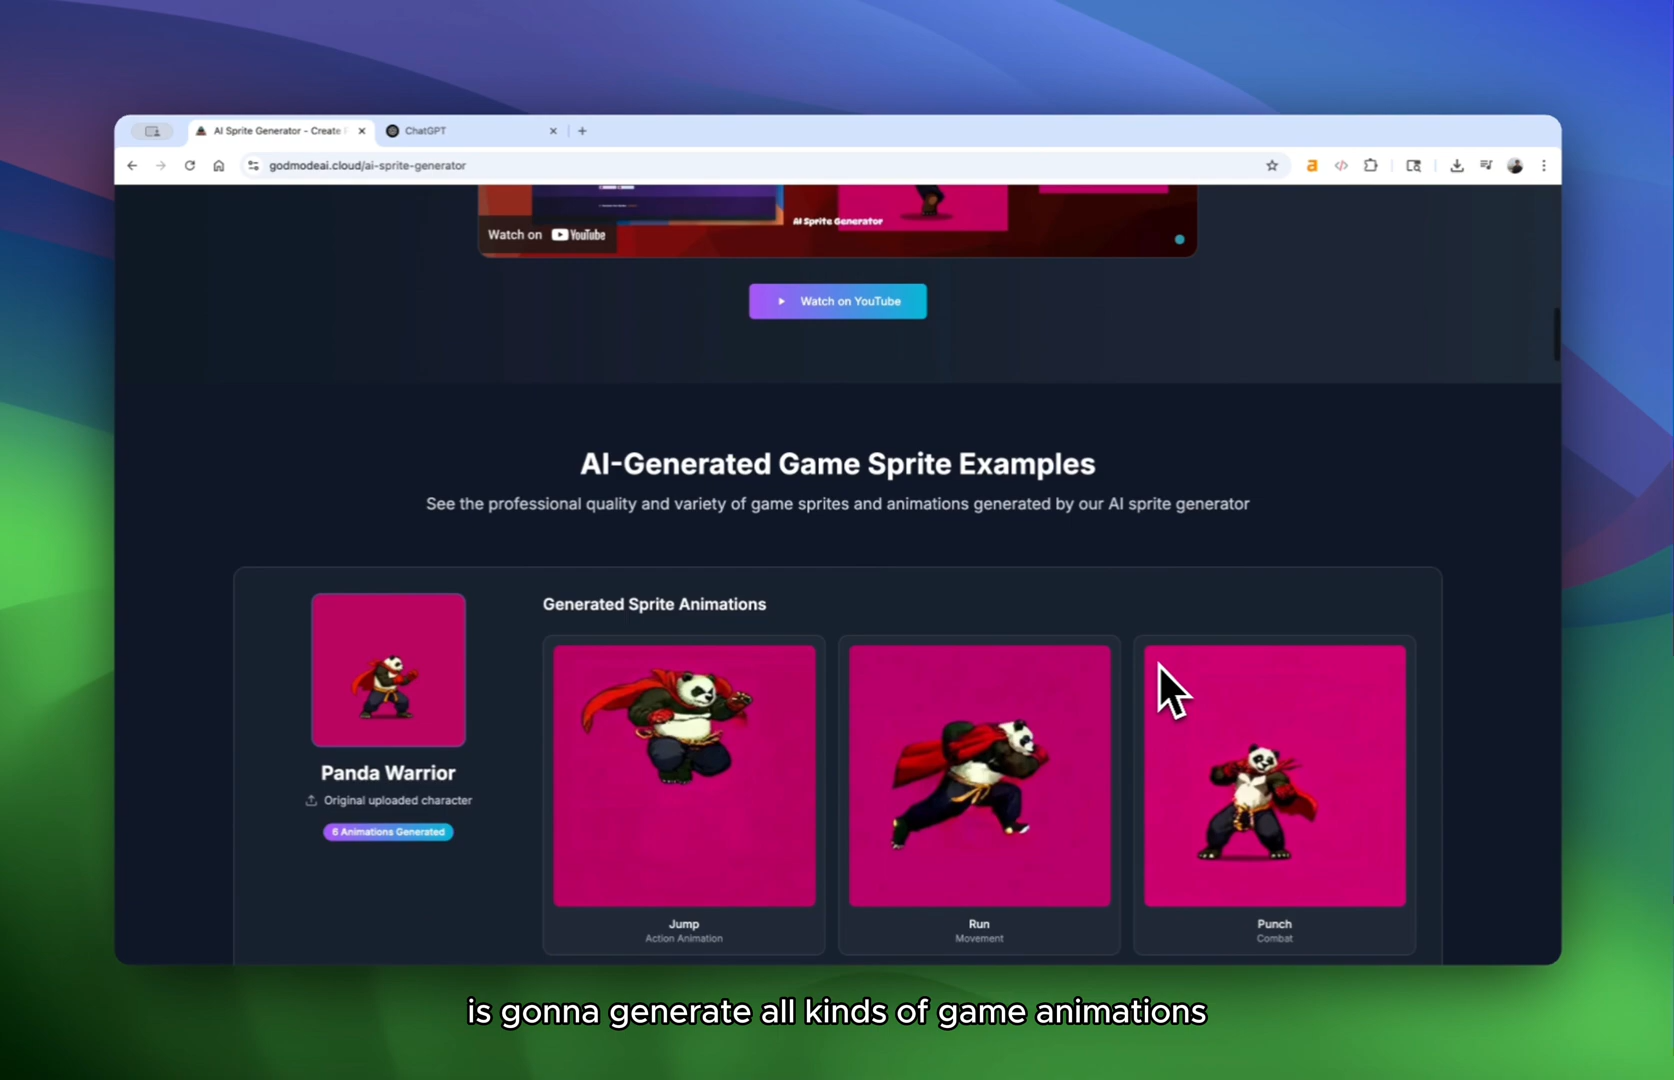 AI Sprite Generator - Create
ChatGPT
godmodeai.cloud/ai-sprite-generator
AI Sprite Generator
Watch on YouTube
Watch on YouTube
AI-Generated Game Sprite Examples
See the professional quality and variety of game sprites and animations generated by our AI sprite generator
Generated Sprite Animations
Panda Warrior
Original uploaded character
6 Animations Generated
Jump
Action Animation
Run
Movement
Punch
Combat
is gonna generate all kinds of game animations